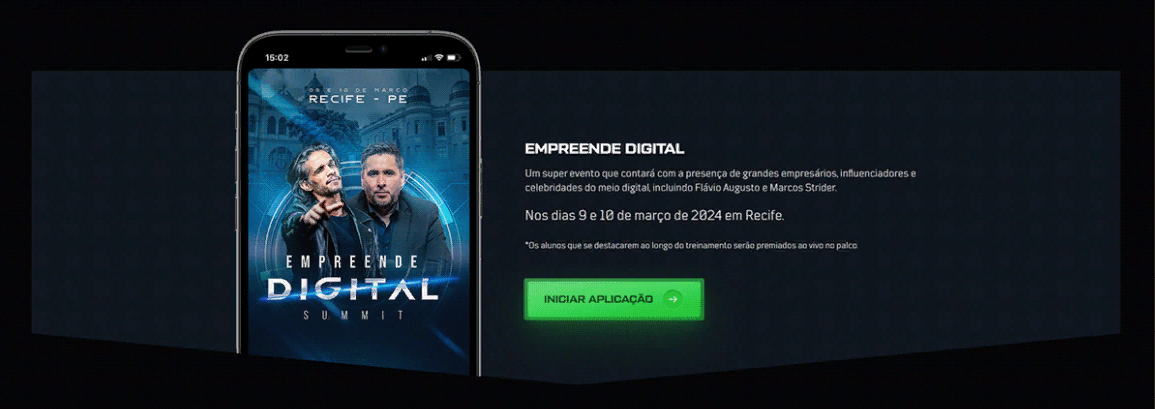 15:02
09 E 10 DE MARÇO
RECIFE - PE
EMPREENDE
DIGITAL
SUMMIT
EMPREENDE DIGITAL
Um super evento que contará com a presença de grandes empresários, influenciadores e
celebridades do meio digital, incluindo Flávio Augusto e Marcos Strider.
Nos dias 9 e 10 de março de 2024 em Recife.
*Os alunos que se destacarem ao longo do treinamento serão premiados ao vivo no palco.
INICIAR APLICAÇÃO